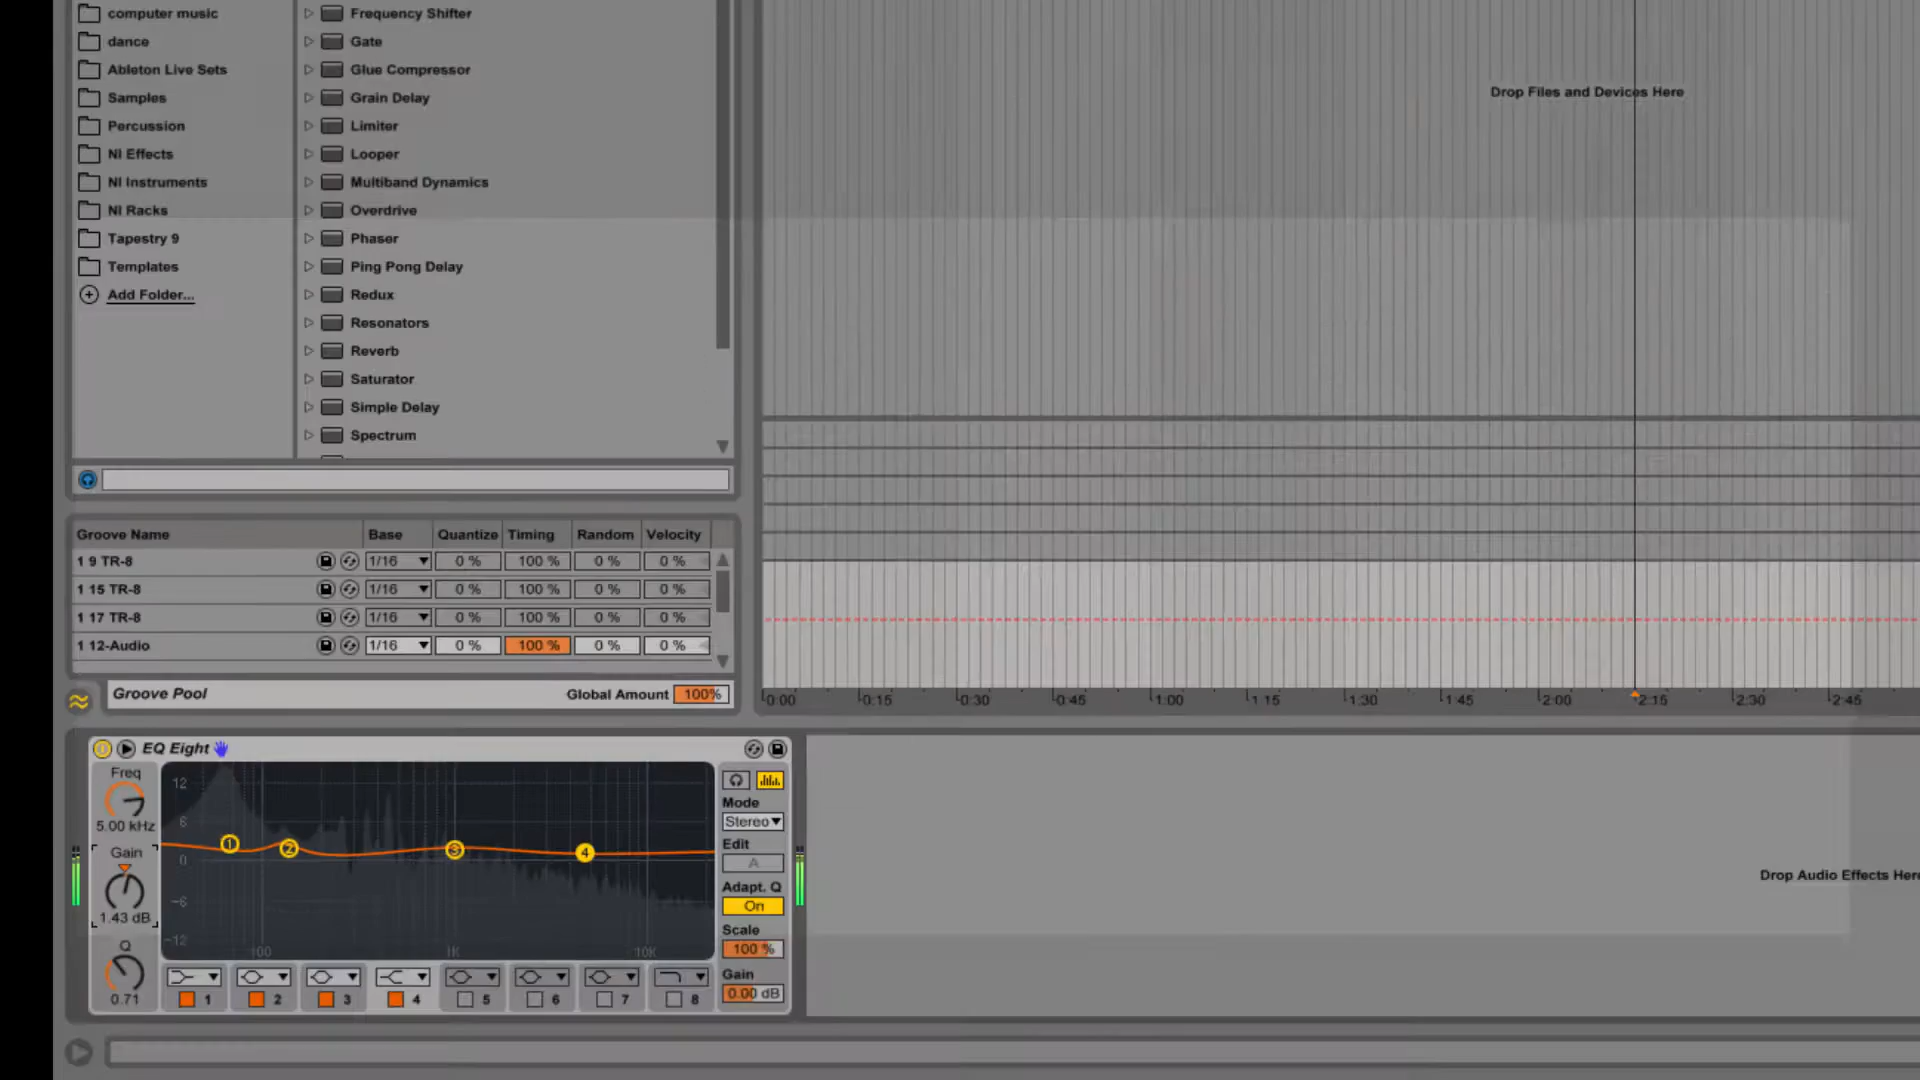 computer music
dance
Ableton Live Sets
Samples
Percussion
NI Effects
NI Instruments
NI Racks
Tapestry 9
Templates
Add Folder...
Frequency Shifter
Gate
Glue Compressor
Grain Delay
Limiter
Looper
Multiband Dynamics
Overdrive
Phaser
Ping Pong Delay
Redux
Resonators
Reverb
Saturator
Simple Delay
Spectrum
Drop Files and Devices Here
Groove Name Base Quantize Timing Random Velocity
1 9 TR-8 1/16 0 % 100 % 0 % 0 %
1 15 TR-8 1/16 0 % 100 % 0 % 0 %
1 17 TR-8 1/16 0 % 100 % 0 % 0 %
1 12-Audio 1/16 0 % 100 % 0 % 0 %
Groove Pool Global Amount 100%
0:00 0:15 0:30 0:45 1:00 1:15 1:30 1:45 2:00 2:15 2:30 2:45
EQ Eight
Freq
5.00 kHz
Gain
1.43 dB
Q
0.71
12
6
0
-6
-12
100 1K 10K
1 2 3 4
1 2 3 4 5 6 7 8
Mode
Stereo
Edit
A
Adapt. Q
On
Scale
100 %
Gain
0.00 dB
Drop Audio Effects Here